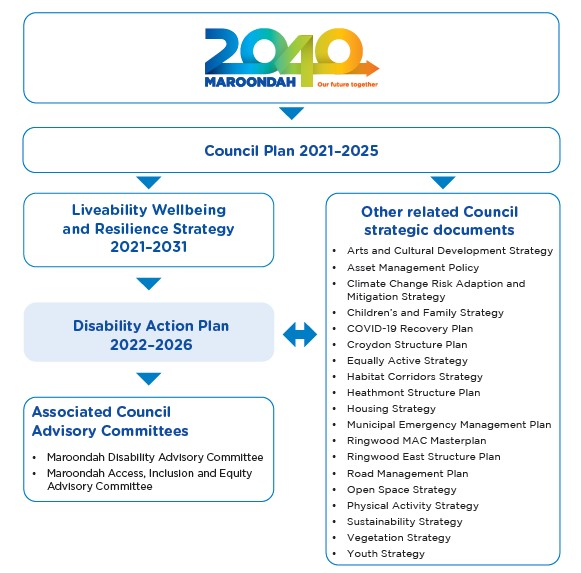 2040
MAROONDAH Our future together
Council Plan 2021–2025
Liveability Wellbeing
and Resilience Strategy
2021–2031
Disability Action Plan
2022–2026
Associated Council
Advisory Committees
• Maroondah Disability Advisory Committee
• Maroondah Access, Inclusion and Equity
Advisory Committee
Other related Council
strategic documents
• Arts and Cultural Development Strategy
• Asset Management Policy
• Climate Change Risk Adaption and
Mitigation Strategy
• Children's and Family Strategy
• COVID-19 Recovery Plan
• Croydon Structure Plan
• Equally Active Strategy
• Habitat Corridors Strategy
• Heathmont Structure Plan
• Housing Strategy
• Municipal Emergency Management Plan
• Ringwood MAC Masterplan
• Ringwood East Structure Plan
• Road Management Plan
• Open Space Strategy
• Physical Activity Strategy
• Sustainability Strategy
• Vegetation Strategy
• Youth Strategy